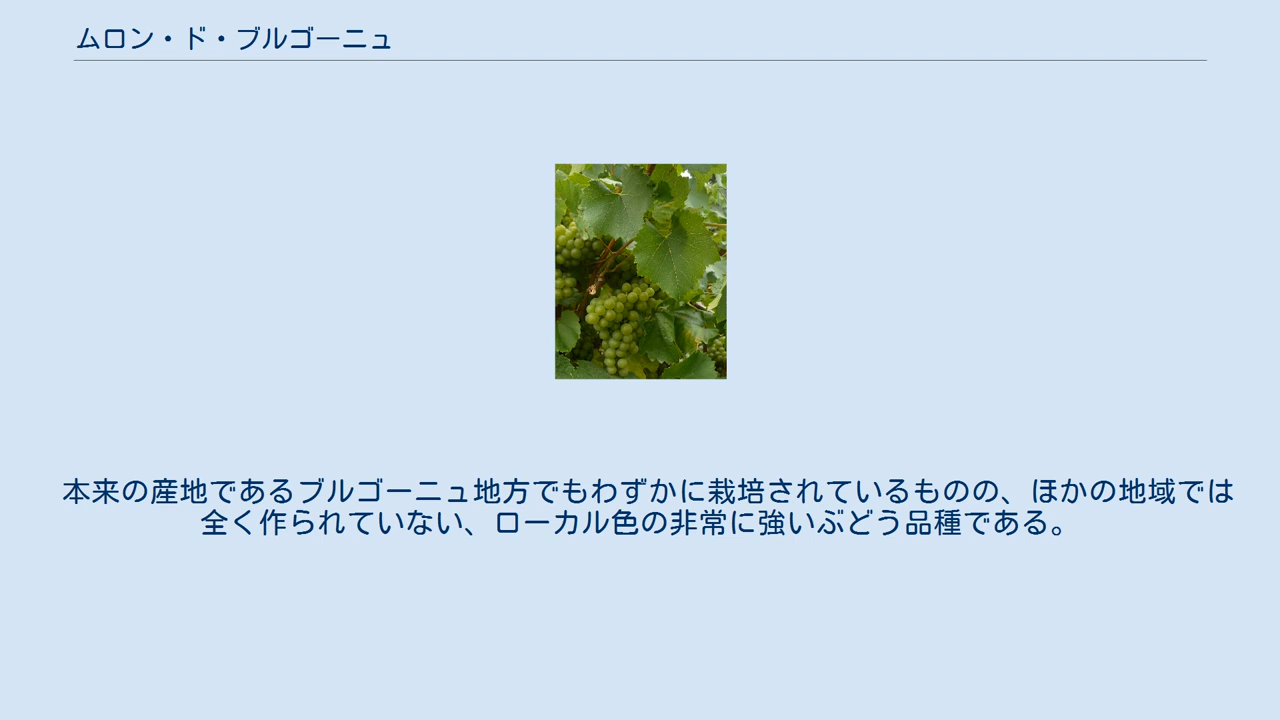 ムロン・ド・ブルゴーニュ
本来の産地であるブルゴーニュ地方でもわずかに栽培されているものの、ほかの地域では
全く作られていない、ローカル色の非常に強いぶどう品種である。